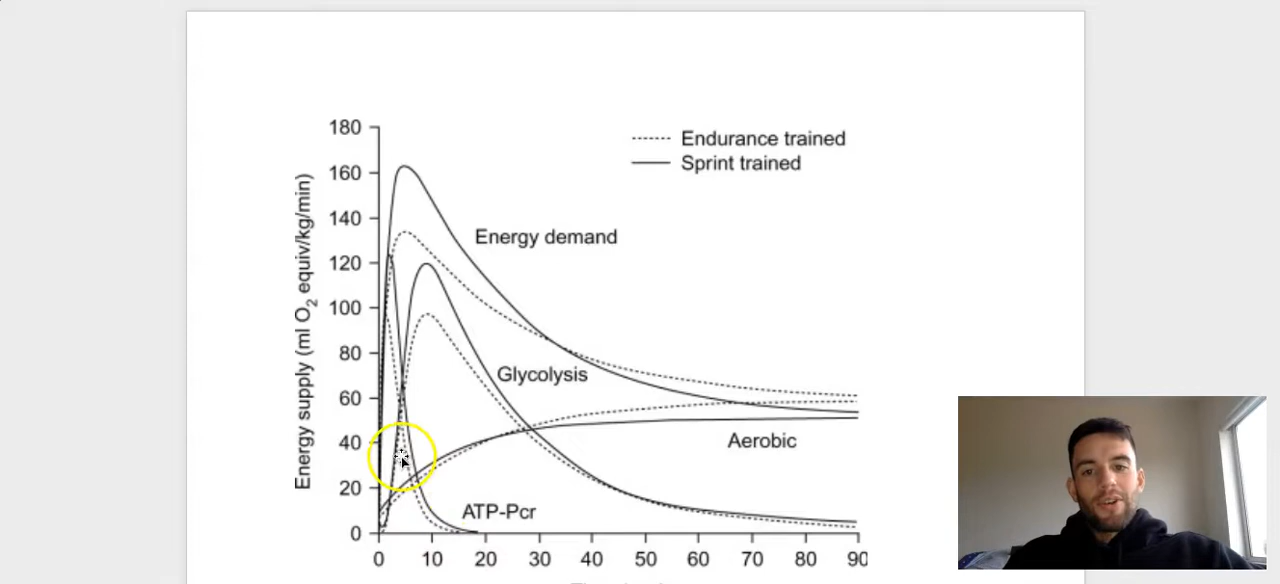 180
160
140
120
100
80
60
40
20
0
Energy supply (ml O2 equiv/kg/min)
Endurance trained
Sprint trained
Energy demand
Glycolysis
Aerobic
ATP-Pcr
0 10 20 30 40 50 60 70 80 90